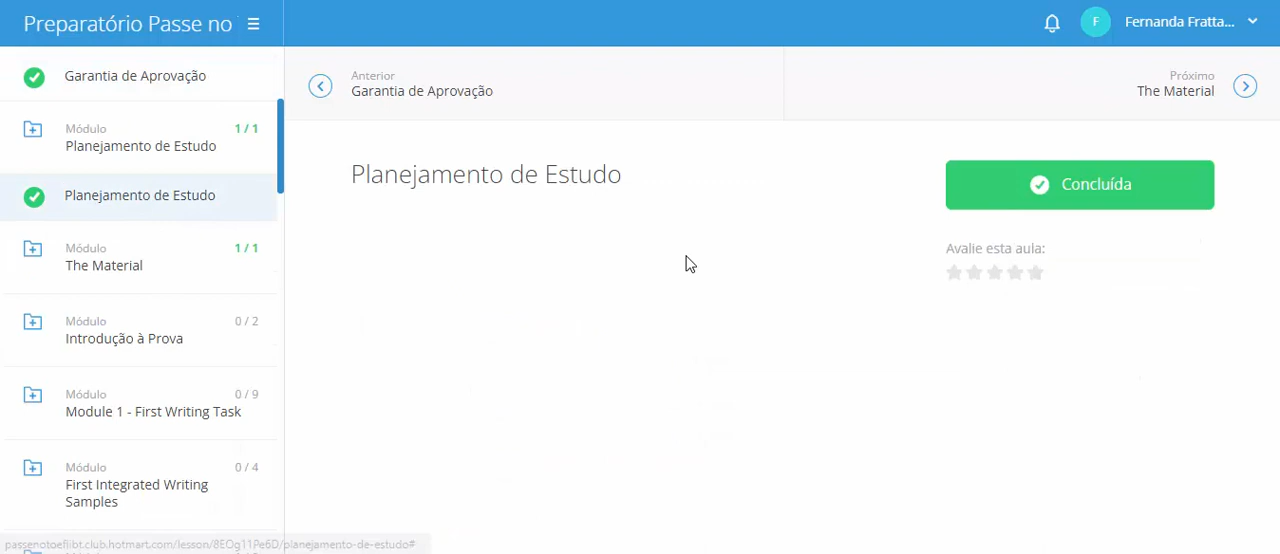 Preparatório Passe no
F
Fernanda Fratta...
Garantia de Aprovação
Módulo
1 / 1
Planejamento de Estudo
Planejamento de Estudo
Módulo
1 / 1
The Material
Módulo
0 / 2
Introdução à Prova
Módulo
0 / 9
Module 1 - First Writing Task
Módulo
0 / 4
First Integrated Writing
Samples
Anterior
Garantia de Aprovação
Próximo
The Material
Planejamento de Estudo
Concluída
Avalie esta aula:
passenotoeflibt.club.hotmart.com/lesson/8EOg11Pe6D/planejamento-de-estudo#